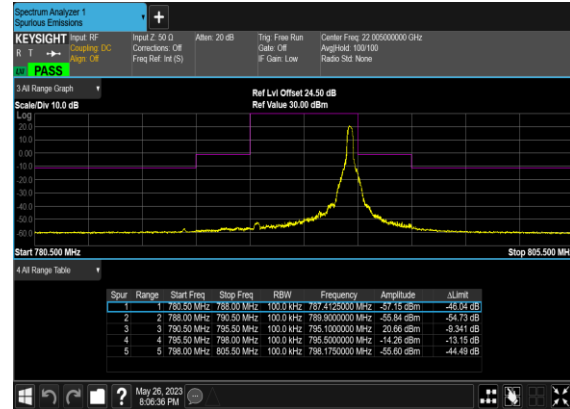 Spectrum Analyzer 1
Spurious Emissions
+
KEYSIGHT Input: RF Input Z: 50 Ω Atten: 20 dB Trig: Free Run Center Freq: 22.005000000 GHz
R T Coupling: DC Corrections: Off Gate: Off Avg|Hold: 100/100
Align: Off Freq Ref: Int (S) IF Gain: Low Radio Std: None
PASS
3 All Range Graph
Ref Lvl Offset 24.50 dB
Scale/Div 10.0 dB Ref Value 30.00 dBm
Log
20.0
10.0
0.00
-10.0
-20.0
-30.0
-40.0
-50.0
-60.0
Start 780.500 MHz Stop 805.500 MHz
4 All Range Table
Spur Range Start Freq Stop Freq RBW Frequency Amplitude ΔLimit
1 1 780.50 MHz 788.00 MHz 100.0 kHz 787.4125000 MHz -57.15 dBm -46.04 dB
2 2 788.00 MHz 790.50 MHz 100.0 kHz 789.9000000 MHz -55.84 dBm -54.73 dB
3 3 790.50 MHz 795.50 MHz 100.0 kHz 795.1000000 MHz 20.66 dBm -9.341 dB
4 4 795.50 MHz 798.00 MHz 100.0 kHz 795.5000000 MHz -14.26 dBm -13.15 dB
5 5 798.00 MHz 805.50 MHz 100.0 kHz 798.1750000 MHz -55.60 dBm -44.49 dB
? May 26, 2023
8:06:36 PM